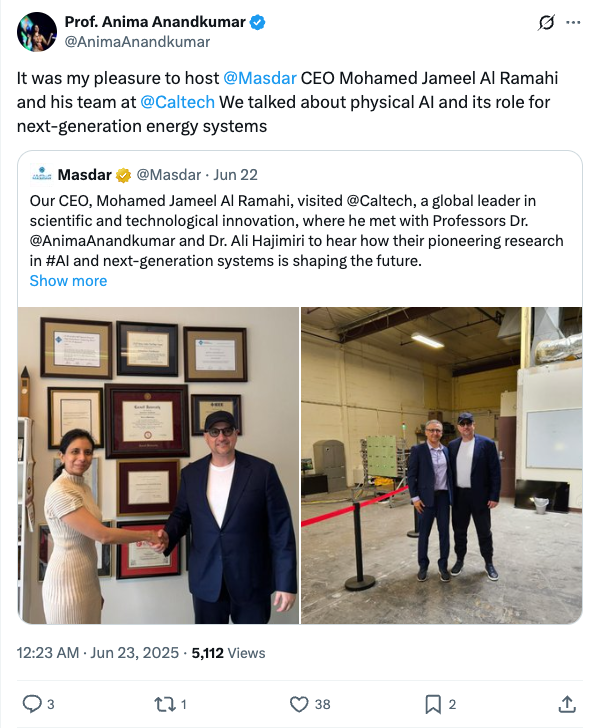 Prof. Anima Anandkumar
@AnimaAnandkumar
It was my pleasure to host @Masdar CEO Mohamed Jameel Al Ramahi
and his team at @Caltech We talked about physical AI and its role for
next-generation energy systems
Masdar @Masdar · Jun 22
Our CEO, Mohamed Jameel Al Ramahi, visited @Caltech, a global leader in
scientific and technological innovation, where he met with Professors Dr.
@AnimaAnandkumar and Dr. Ali Hajimiri to hear how their pioneering research
in #AI and next-generation systems is shaping the future.
Show more
12:23 AM · Jun 23, 2025 · 5,112 Views
3 1 38 2